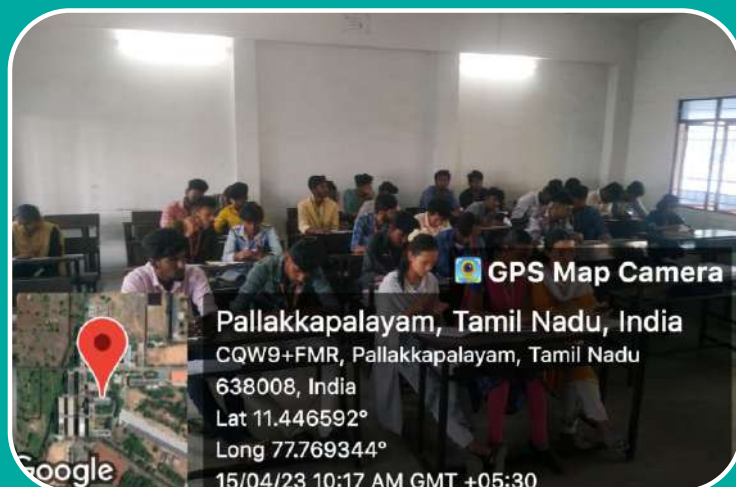 GPS Map Camera
Pallakkapalayam, Tamil Nadu, India
CQW9+FMR, Pallakkapalayam, Tamil Nadu
638008, India
Lat 11.446592°
Long 77.769344°
15/04/23 10:17 AM GMT +05:30
Google